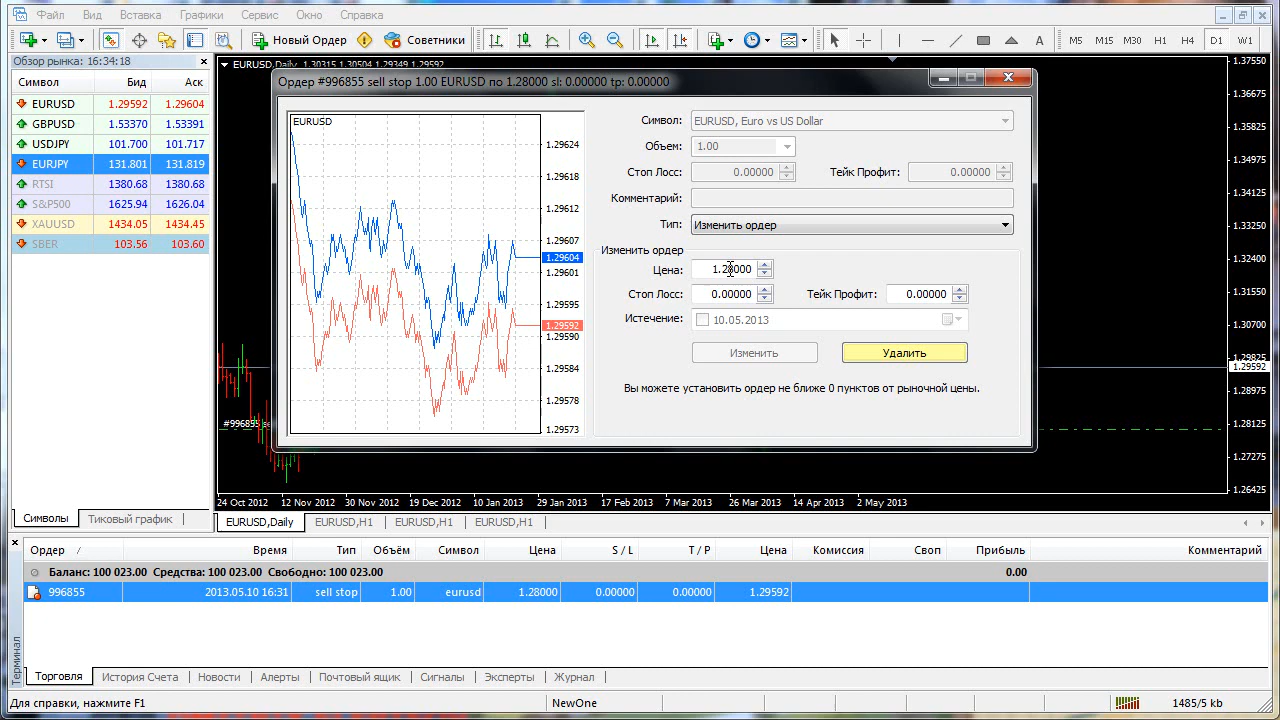 Файл Вид Вставка Графики Сервис Окно Справка
Новый Ордер Советники A M5 M15 M30 H1 H4 D1 W1
Обзор рынка: 16:34:18
Символ Бид Аск
EURUSD 1.29592 1.29604
GBPUSD 1.53370 1.53391
USDJPY 101.700 101.717
EURJPY 131.801 131.819
RTSI 1380.68 1380.68
S&P500 1625.94 1626.04
XAUUSD 1434.05 1434.45
SBER 103.56 103.60
Символы Тиковый график
EURUSD,Daily 1.30315 1.30504 1.29349 1.29592
Ордер #996855 sell stop 1.00 EURUSD по 1.28000 sl: 0.00000 tp: 0.00000
EURUSD
1.29624
1.29618
1.29612
1.29607
1.29604
1.29601
1.29595
1.29592
1.29590
1.29584
1.29578
1.29573
Символ: EURUSD, Euro vs US Dollar
Объем: 1.00
Стоп Лосс: 0.00000 Тейк Профит: 0.00000
Комментарий:
Тип: Изменить ордер
Изменить ордер
Цена: 1.28000
Стоп Лосс: 0.00000 Тейк Профит: 0.00000
Истечение: 10.05.2013
Изменить Удалить
Вы можете установить ордер не ближе 0 пунктов от рыночной цены.
1.37550
1.36675
1.35825
1.34975
1.34125
1.33250
1.32400
1.31550
1.30700
1.29825
1.29592
1.28975
1.28125
1.27275
1.26425
#996855 se
24 Oct 2012 12 Nov 2012 30 Nov 2012 19 Dec 2012 10 Jan 2013 29 Jan 2013 17 Feb 2013 7 Mar 2013 26 Mar 2013 14 Apr 2013 2 May 2013
EURUSD,Daily EURUSD,H1 EURUSD,H1 EURUSD,H1
Ордер / Время Тип Объём Символ Цена S / L T / P Цена Комиссия Своп Прибыль Комментарий
Баланс: 100 023.00 Средства: 100 023.00 Свободно: 100 023.00 0.00
996855 2013.05.10 16:31 sell stop 1.00 eurusd 1.28000 0.00000 0.00000 1.29592
Терминал
Торговля История Счета Новости Алерты Почтовый ящик Сигналы Эксперты Журнал
Для справки, нажмите F1 NewOne 1485/5 kb